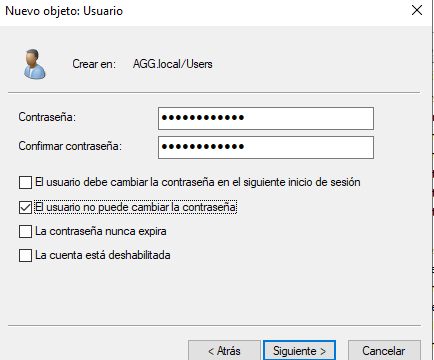 Nuevo objeto: Usuario
Crear en: AGG.local/Users
Contraseña: ●●●●●●●●●●●●
Confirmar contraseña: ●●●●●●●●●●●●
El usuario debe cambiar la contraseña en el siguiente inicio de sesión
El usuario no puede cambiar la contraseña
La contraseña nunca expira
La cuenta está deshabilitada
< Atrás Siguiente > Cancelar